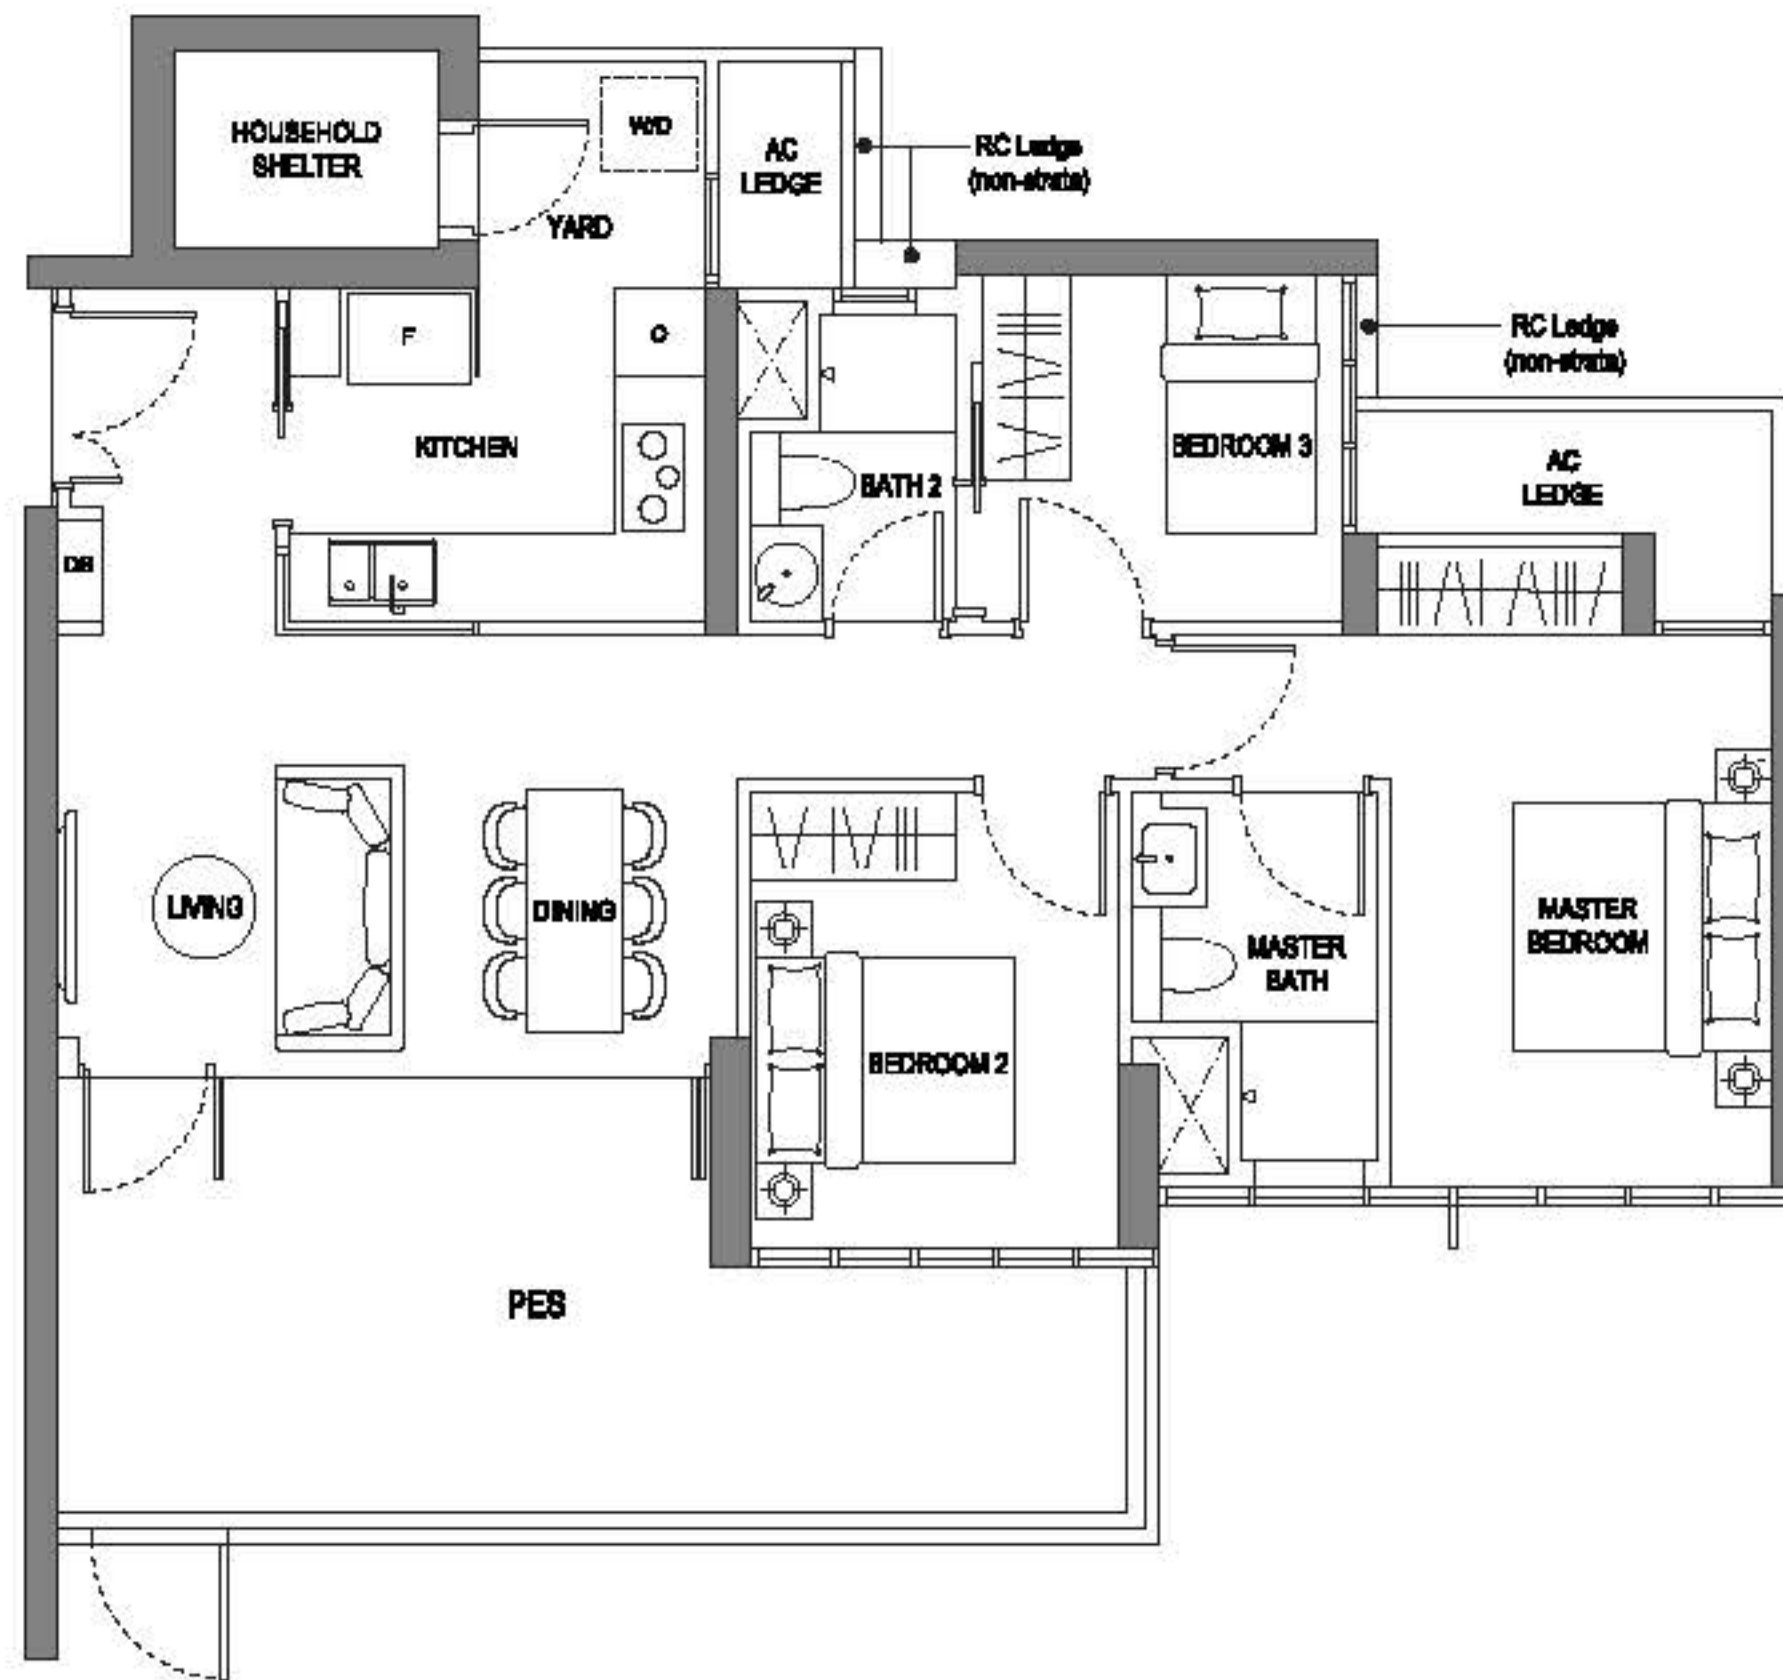 HOUSEHOLD
SHELTER
W/D
AC
LEDGE
RC Ledge
(non-strata)
YARD
F
O
RC Ledge
(non-strata)
KITCHEN
BATH 2
BEDROOM 3
AC
LEDGE
DB
LIVING
DINING
MASTER
BEDROOM
MASTER
BATH
BEDROOM 2
PES